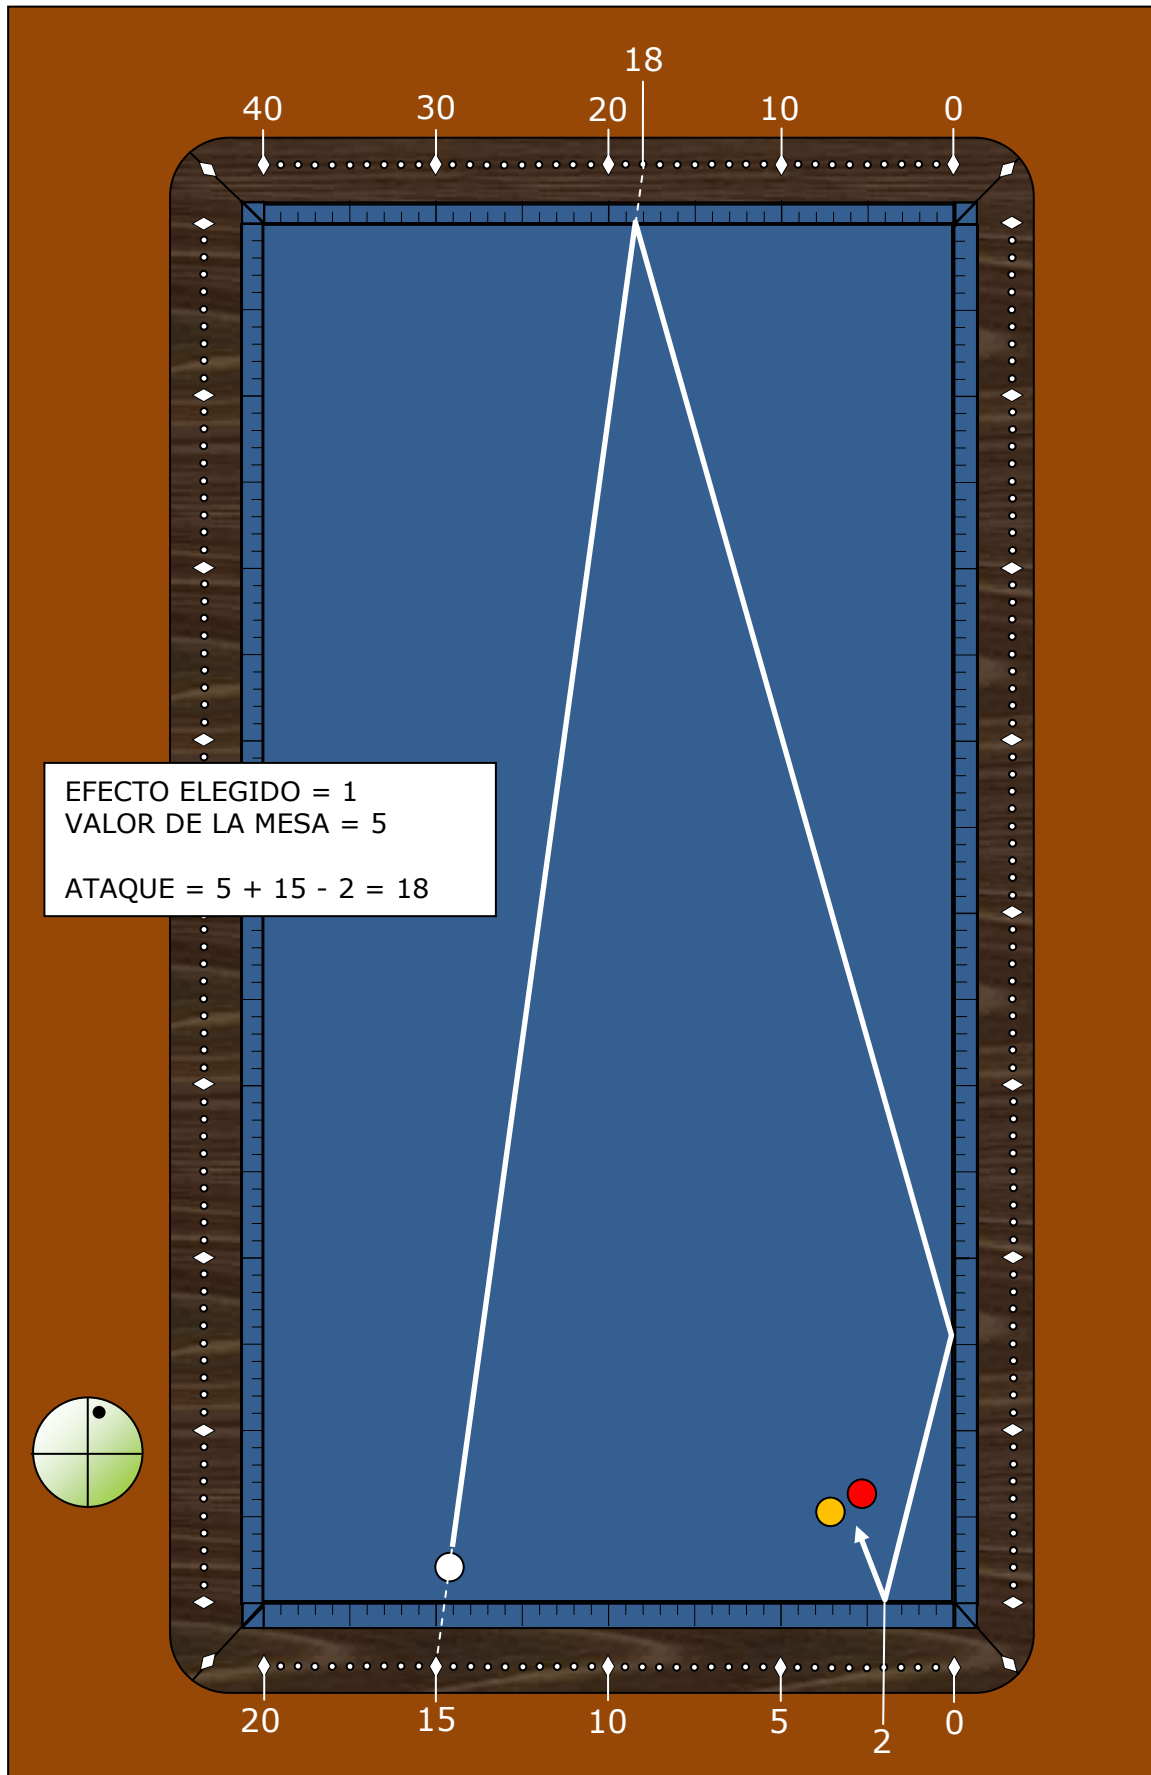 18
40 30 20 10 0
EFECTO ELEGIDO = 1
VALOR DE LA MESA = 5
ATAQUE = 5 + 15 - 2 = 18
20 15 10 5 0
2